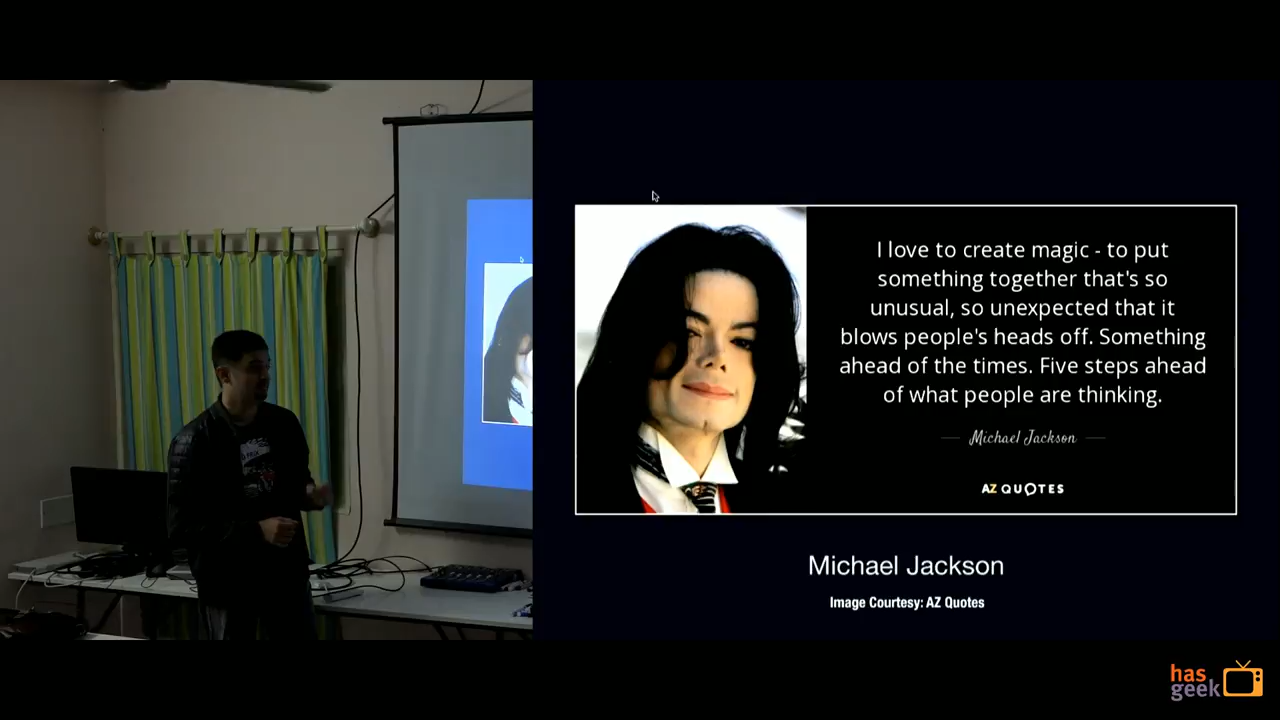 I love to create magic - to put
something together that's so
unusual, so unexpected that it
blows people's heads off. Something
ahead of the times. Five steps ahead
of what people are thinking.
Michael Jackson
AZ QUOTES
Michael Jackson
Image Courtesy: AZ Quotes
has
geek